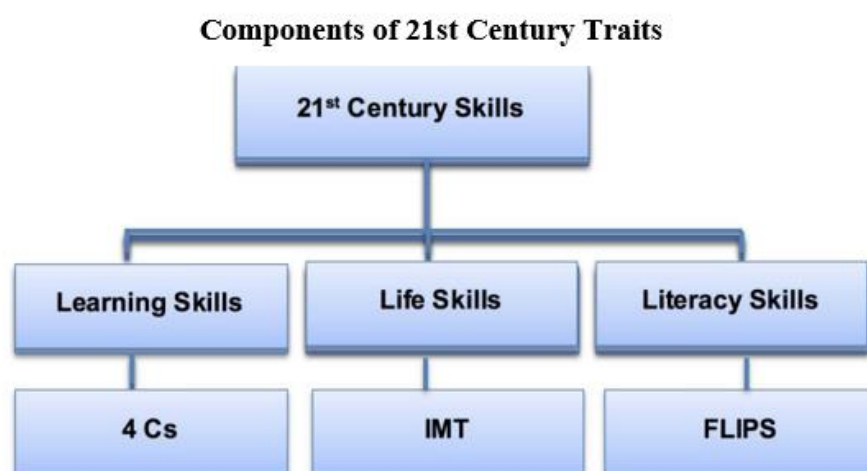 Components of 21st Century Traits
21st Century Skills
Learning Skills
Life Skills
Literacy Skills
4 Cs
IMT
FLIPS